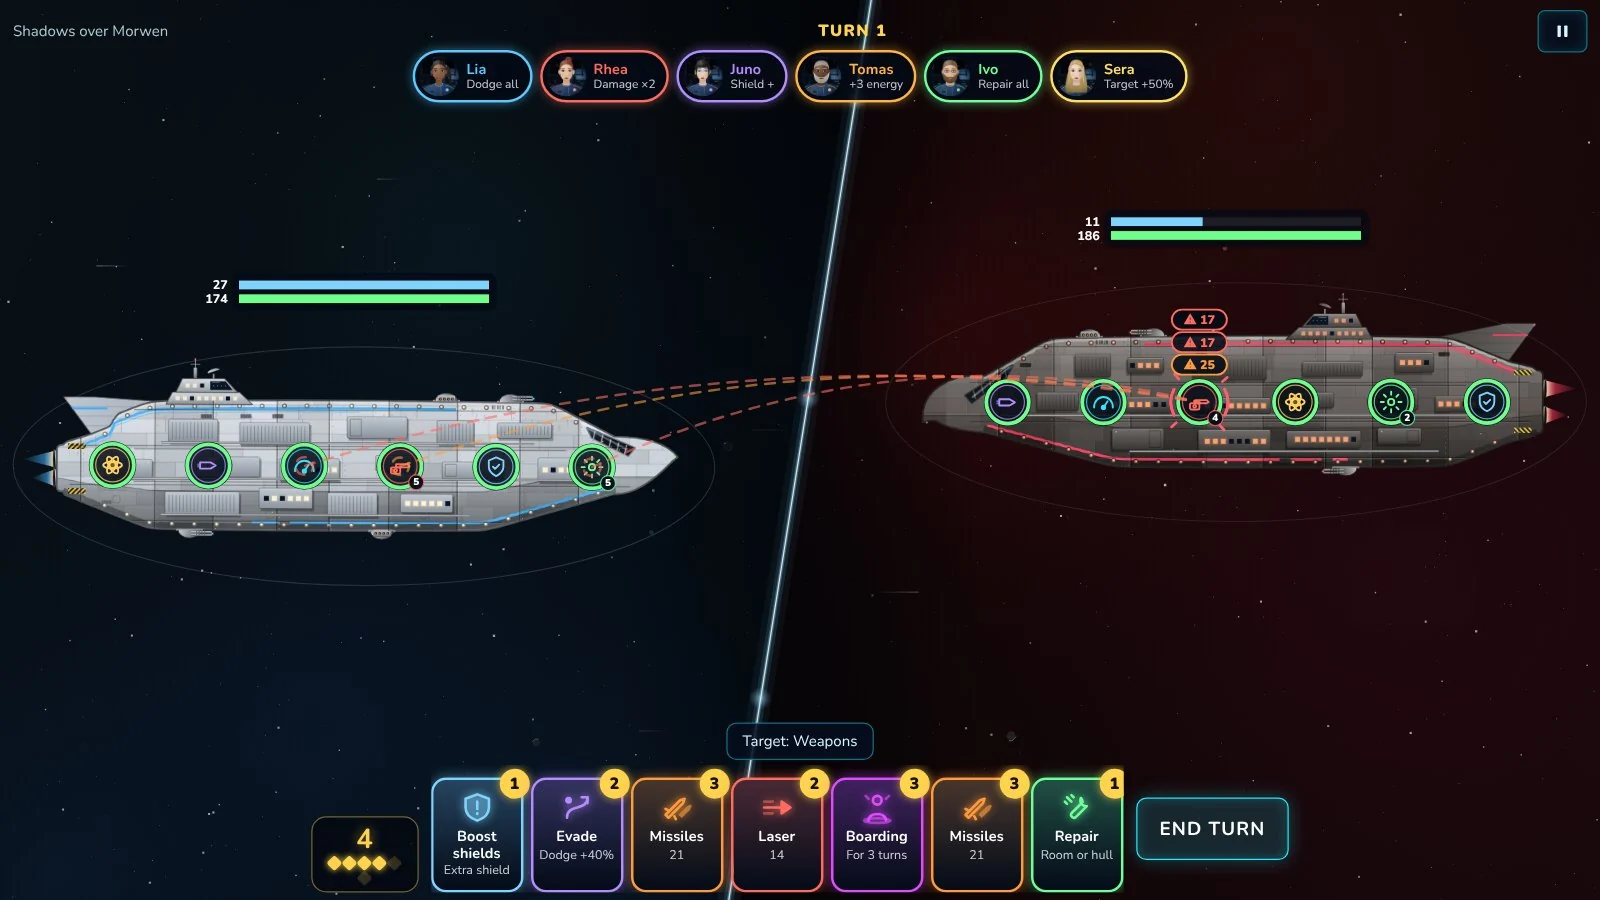 Shadows over Morwen
TURN 1
Lia
Dodge all
Rhea
Damage ×2
Juno
Shield +
Tomas
+3 energy
Ivo
Repair all
Sera
Target +50%
11
186
27
174
17
17
25
4
2
5
5
Target: Weapons
4
1
Boost
shields
Extra shield
2
Evade
Dodge +40%
3
Missiles
21
2
Laser
14
3
Boarding
For 3 turns
3
Missiles
21
1
Repair
Room or hull
END TURN